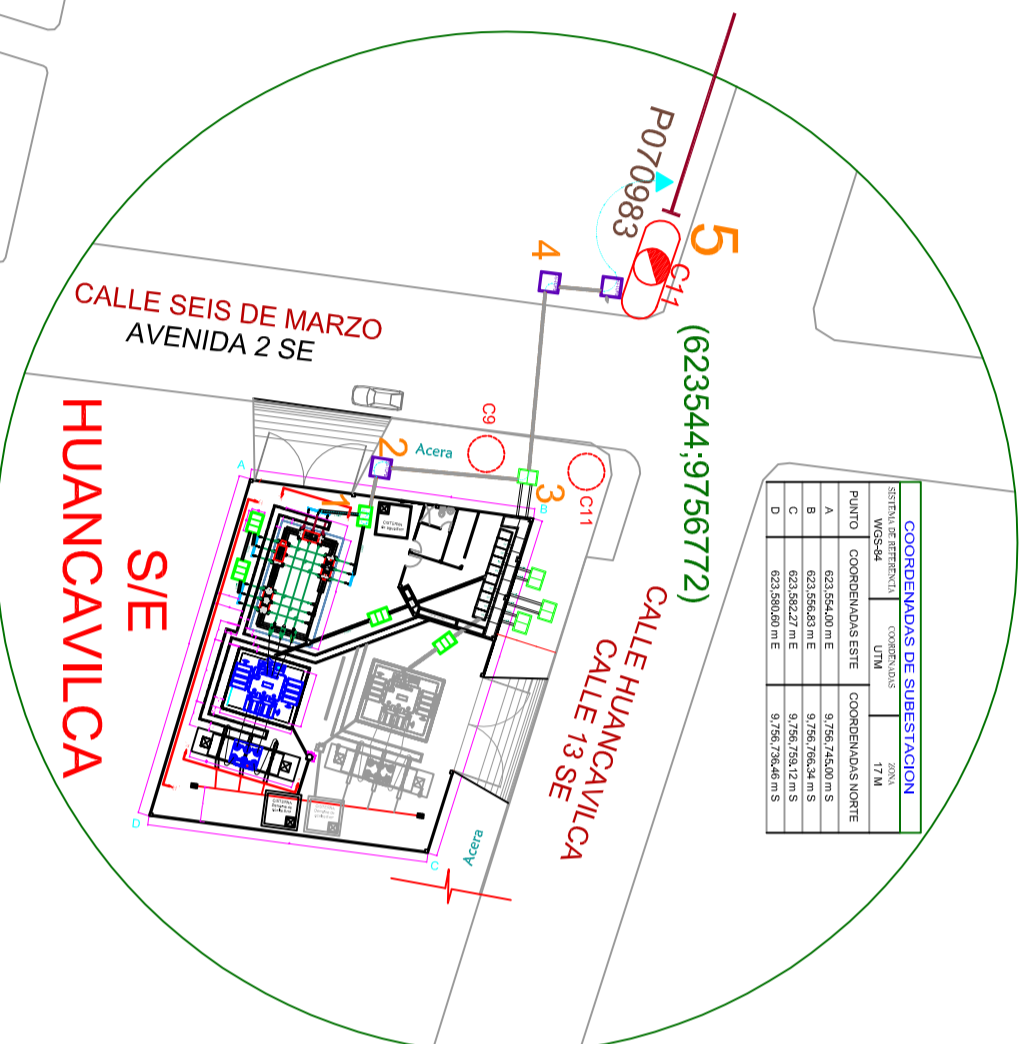 P070983
5
C11
4
(623544;9756772)
CALLE SEIS DE MARZO
AVENIDA 2 SE
S/E
HUANCAVILCA
2
Acera
C9
C11
3
1
A
B
C
D
CALLE HUANCAVILCA
CALLE 13 SE
Acera
COORDENADAS DE SUBESTACION
SISTEMA DE REFERENCIA COORDENADAS ZONA
WGS-84 UTM 17 M
PUNTO COORDENADAS ESTE COORDENADAS NORTE
A 623,554.00 m E 9,756,745.00 m S
B 623,556.83 m E 9,756,766.34 m S
C 623,582.27 m E 9,756,759.12 m S
D 623,580.60 m E 9,756,736.46 m S
CISTERNA
CISTERNA